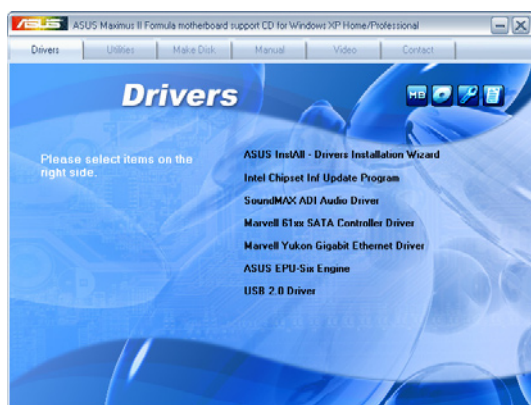 ASUS ASUS Maximus II Formula motherboard support CD for Windows XP Home/Professional
Drivers Utilities Make Disk Manual Video Contact
Drivers
MB
Please select items on the
right side.
ASUS InstAll - Drivers Installation Wizard
Intel Chipset Inf Update Program
SoundMAX ADI Audio Driver
Marvell 61xx SATA Controller Driver
Marvell Yukon Gigabit Ethernet Driver
ASUS EPU-Six Engine
USB 2.0 Driver